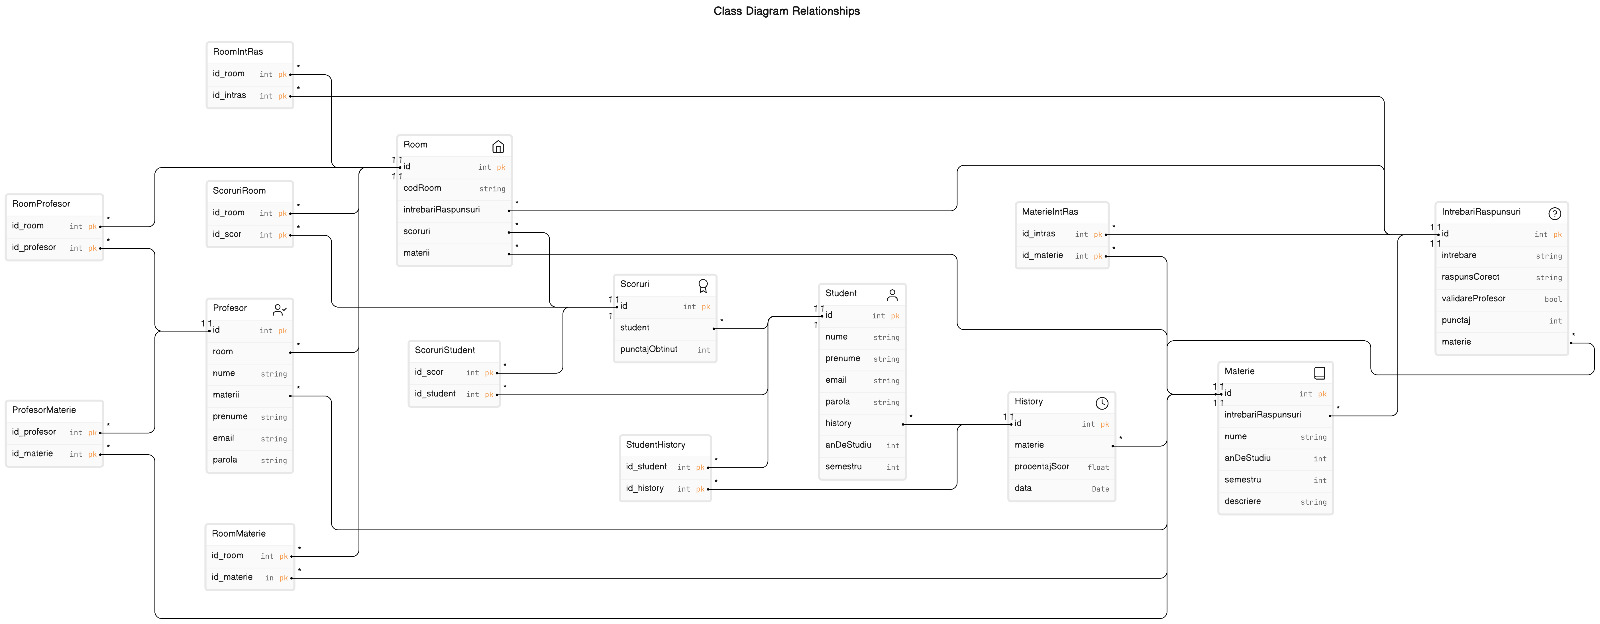 Class Diagram Relationships
RoomIntRas
id_room int pk
id_intras int pk
Room
id int pk
codRoom string
intrebariRaspunsuri
scoruri
materii
ScoruriRoom
id_room int pk
id_scor int pk
RoomProfesor
id_room int pk
id_profesor int pk
MaterieIntRas
id_intras int pk
id_materie int pk
IntrebariRaspunsuri
id int pk
intrebare string
raspunsCorect string
validareProfesor bool
punctaj int
materie
Profesor
id int pk
room
nume string
materii
prenume string
email string
parola string
Scoruri
id int pk
student
punctajObtinut int
Student
id int pk
nume string
prenume string
email string
parola string
history
anDeStudiu int
semestru int
ScoruriStudent
id_scor int pk
id_student int pk
Materie
id int pk
intrebariRaspunsuri
nume string
anDeStudiu int
semestru int
descriere string
History
id int pk
materie
procentajScor float
data Date
ProfesorMaterie
id_profesor int pk
id_materie int pk
StudentHistory
id_student int pk
id_history int pk
RoomMaterie
id_room int pk
id_materie in pk